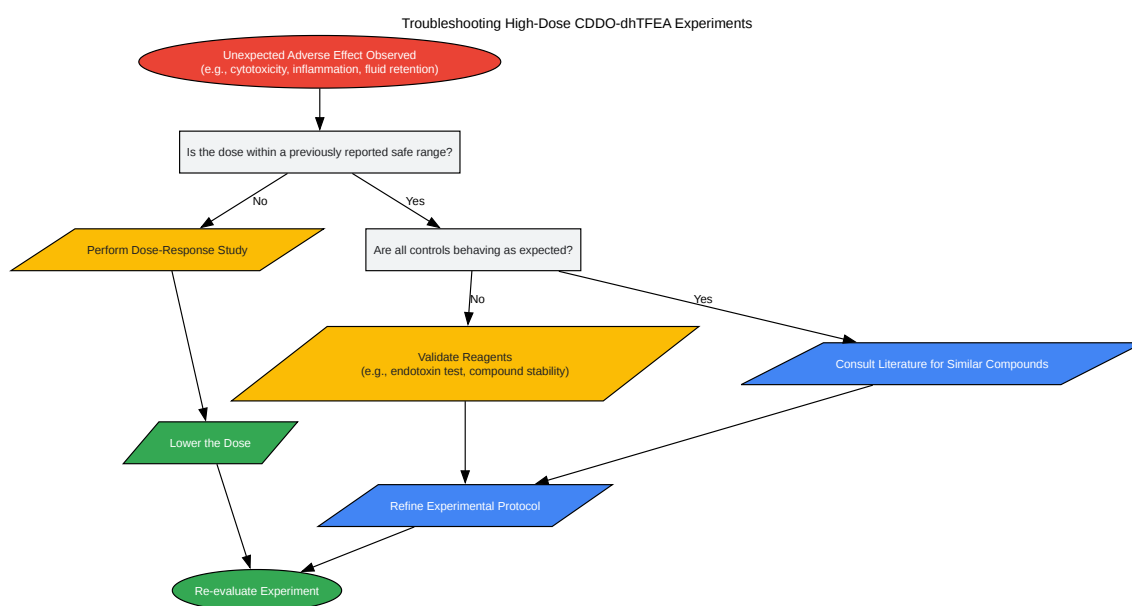 Troubleshooting High-Dose CDDO-dhTFEA Experiments
Unexpected Adverse Effect Observed
(e.g., cytotoxicity, inflammation, fluid retention)
Is the dose within a previously reported safe range?
No
Yes
Perform Dose-Response Study
Are all controls behaving as expected?
No
Yes
Validate Reagents
(e.g., endotoxin test, compound stability)
Consult Literature for Similar Compounds
Lower the Dose
Refine Experimental Protocol
Re-evaluate Experiment